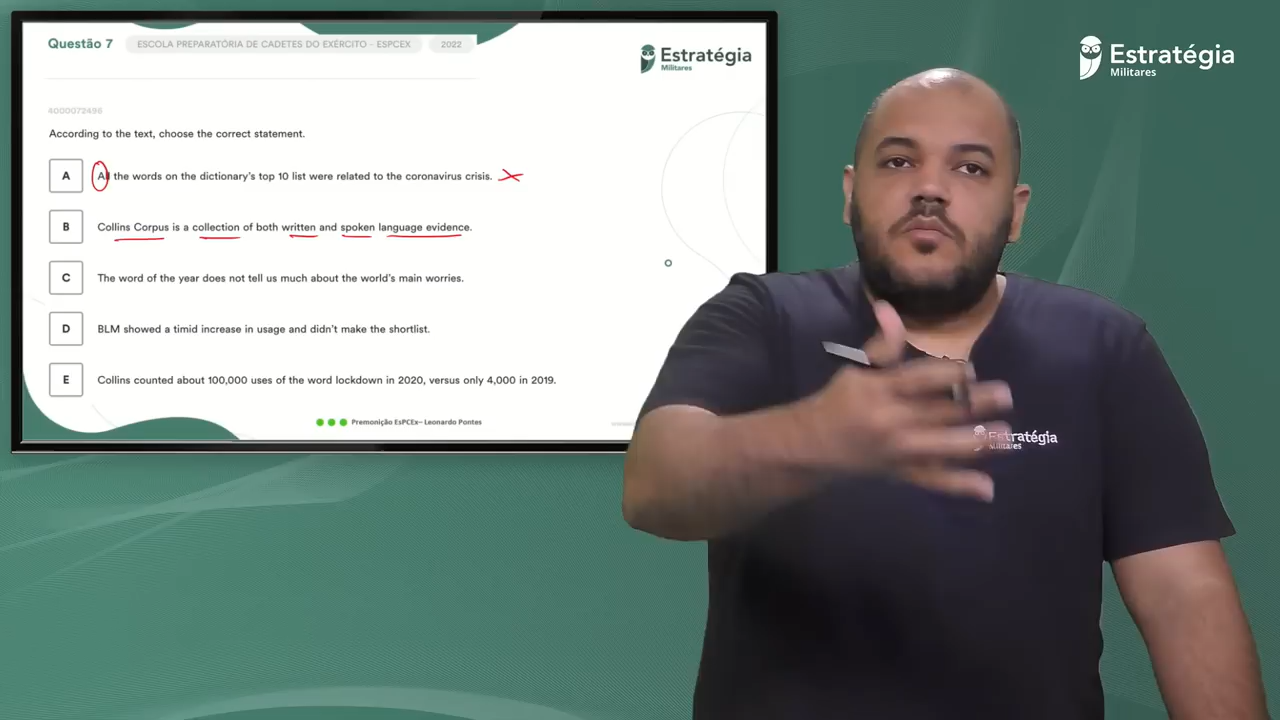 Questão 7
ESCOLA PREPARATÓRIA DE CADETES DO EXÉRCITO - ESPCEX
2022
Estratégia
Militares
Estratégia
Militares
4000072496
According to the text, choose the correct statement.
A
All the words on the dictionary's top 10 list were related to the coronavirus crisis.
B
Collins Corpus is a collection of both written and spoken language evidence.
C
The word of the year does not tell us much about the world's main worries.
D
BLM showed a timid increase in usage and didn't make the shortlist.
E
Collins counted about 100,000 uses of the word lockdown in 2020, versus only 4,000 in 2019.
Premonição EsPCEx– Leonardo Pontes
Estratégia
Militares